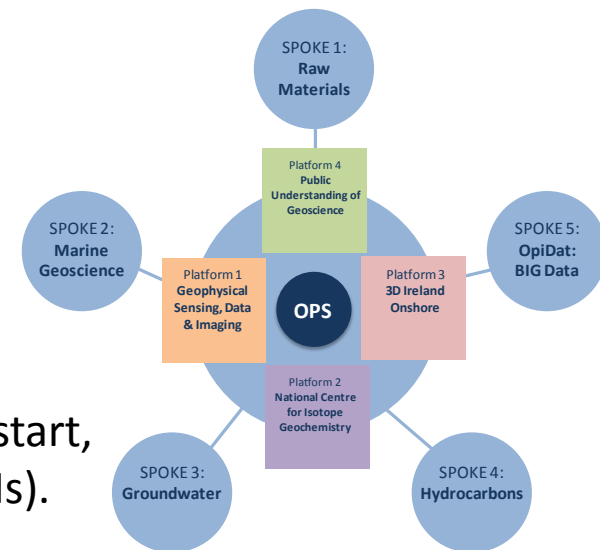 SPOKE 1:
Raw
Materials
Platform 4
Public
Understanding of
Geoscience
SPOKE 2:
Marine
Geoscience
SPOKE 5:
OpiDat:
BIG Data
Platform 1
Geophysical
Sensing, Data
& Imaging
OPS
Platform 3
3D Ireland
Onshore
Platform 2
National Centre
for Isotope
Geochemistry
start,
s).
SPOKE 3:
Groundwater
SPOKE 4:
Hydrocarbons